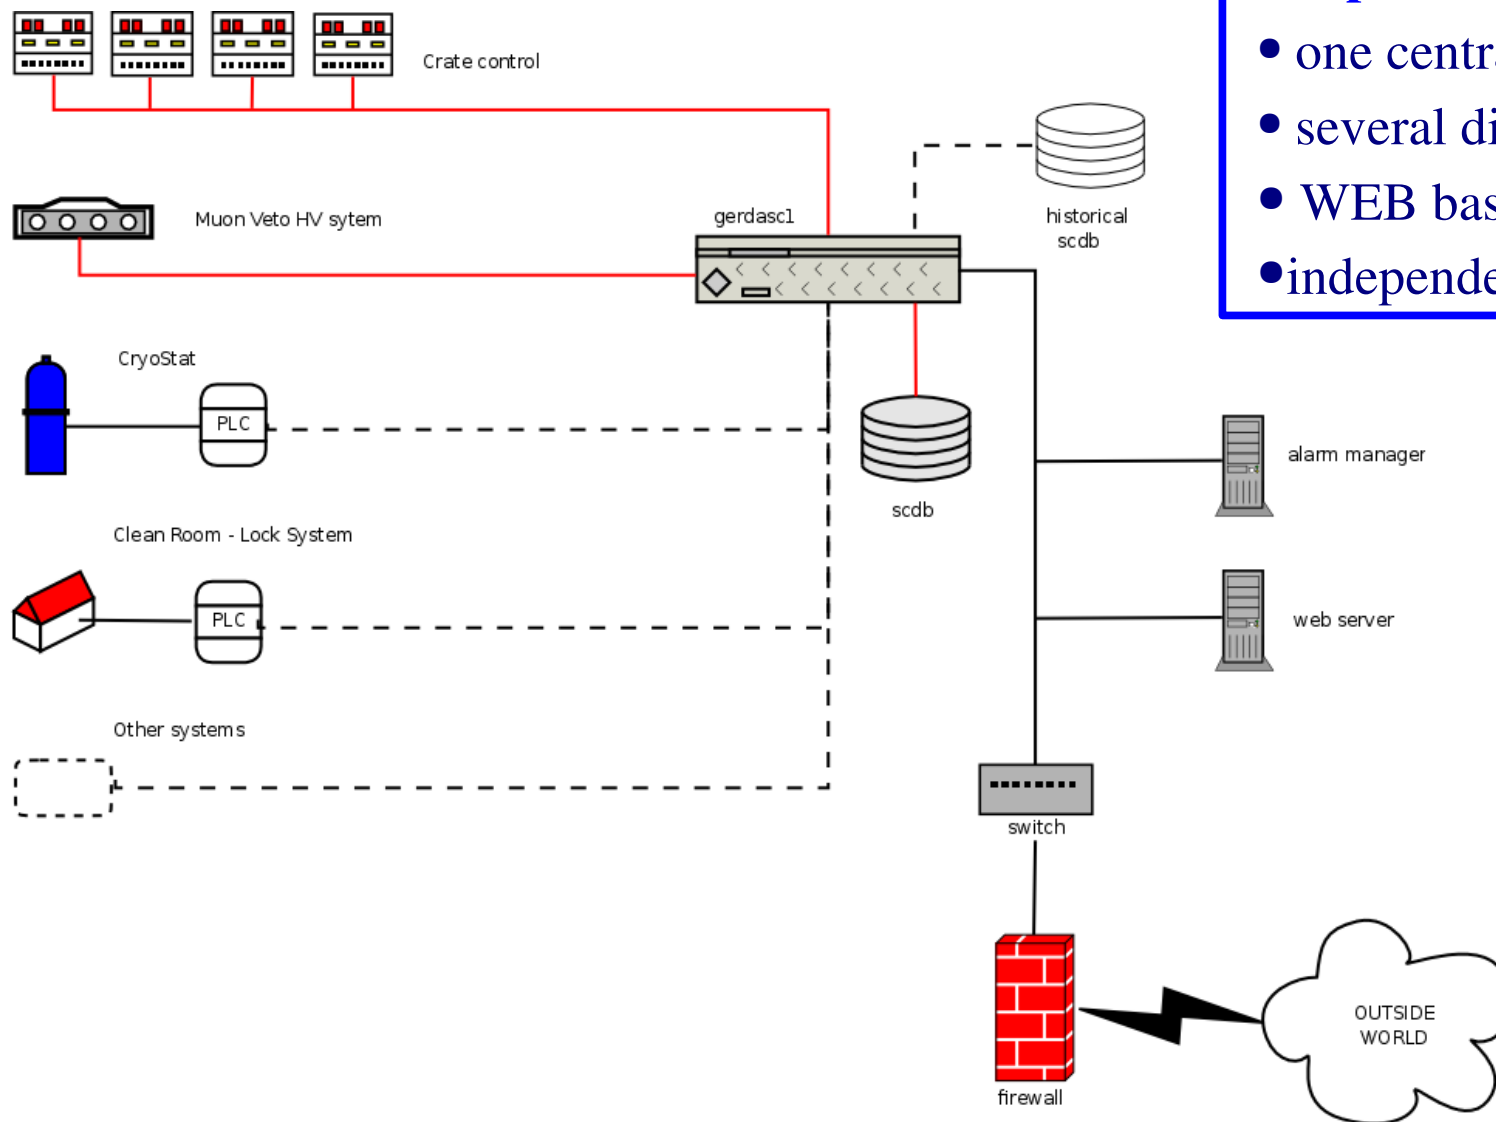 Crate control
• one centr
• several di
• WEB bas
•independe
Muon Veto HV sytem
gerdasc1
historical
scdb
CryoStat
PLC
scdb
alarm manager
Clean Room - Lock System
PLC
web server
Other systems
switch
OUTSIDE
WORLD
firewall